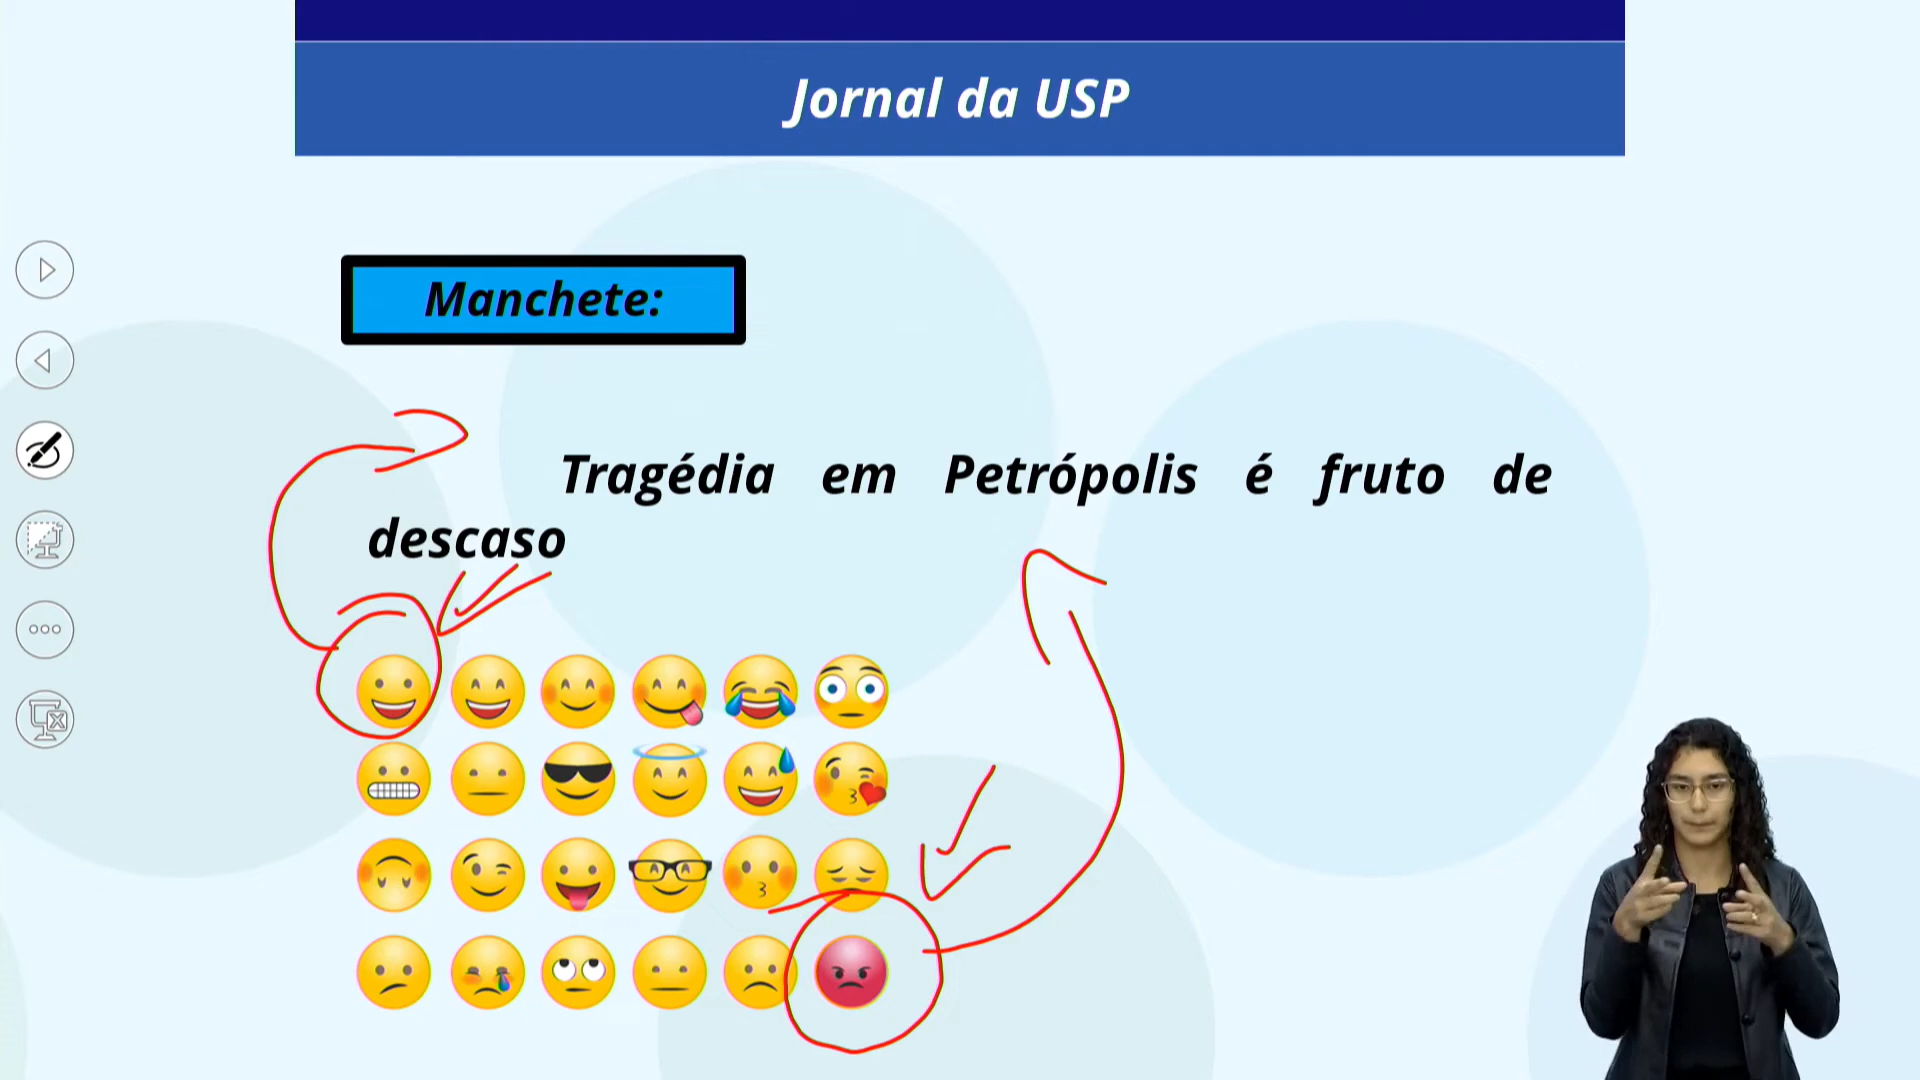 Jornal da USP
Manchete:
Tragédia em Petrópolis é fruto de
descaso